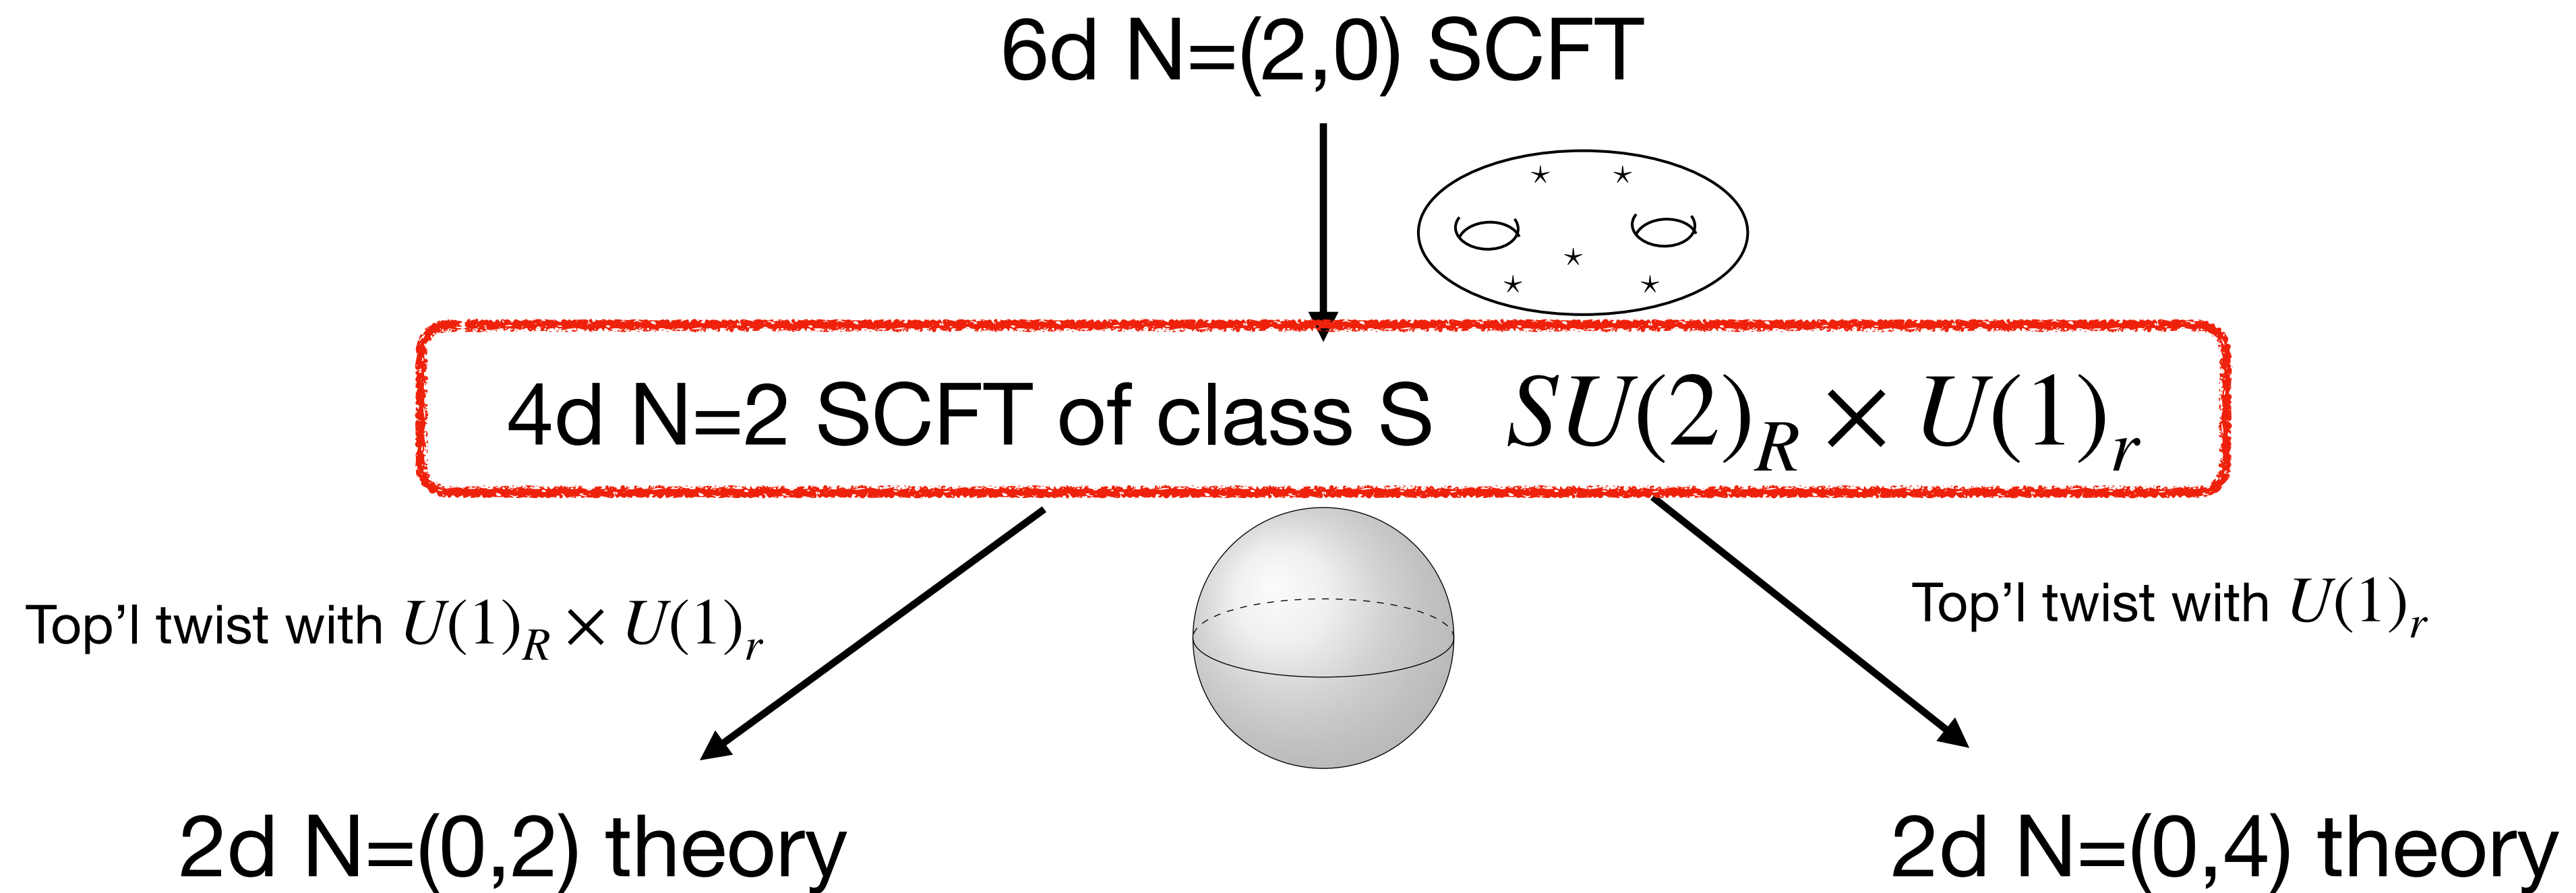 6d N=(2,0) SCFT
4d N=2 SCFT of class S SU(2)_R × U(1)_r
Top’l twist with U(1)_R × U(1)_r
Top’l twist with U(1)_r
2d N=(0,2) theory
2d N=(0,4) theory